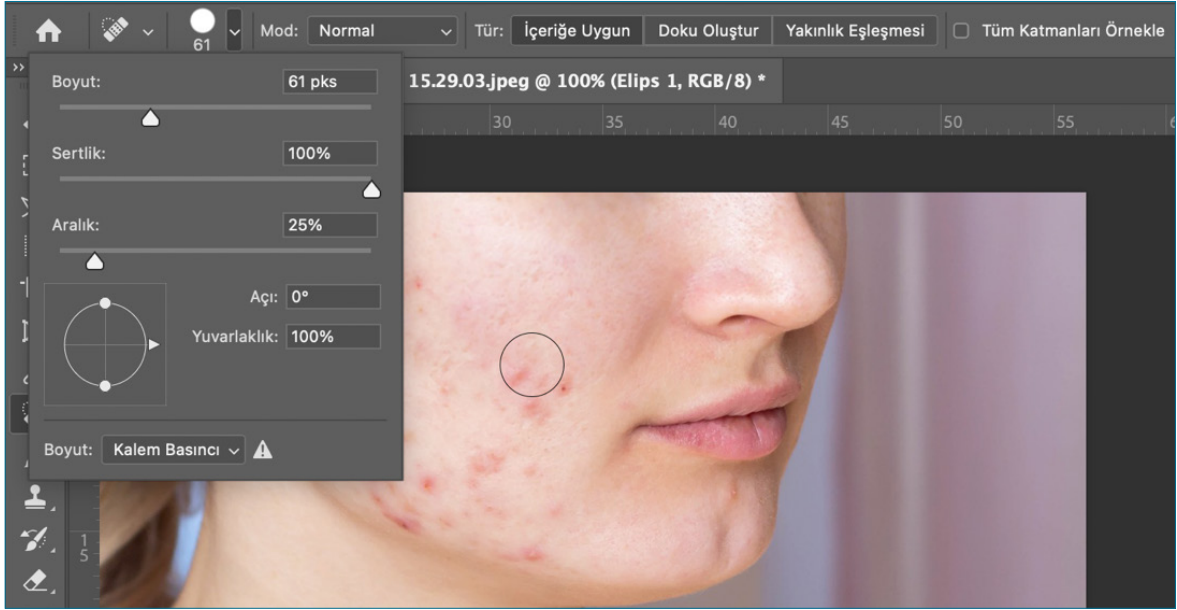 61
Mod: Normal
Tür: İçeriğe Uygun Doku Oluştur Yakınlık Eşleşmesi Tüm Katmanları Örnekle
15.29.03.jpeg @ 100% (Elips 1, RGB/8) *
30 35 40 45 50 55
Boyut: 61 pks
Sertlik: 100%
Aralık: 25%
Açı: 0°
Yuvarlaklık: 100%
Boyut: Kalem Basıncı
1
5